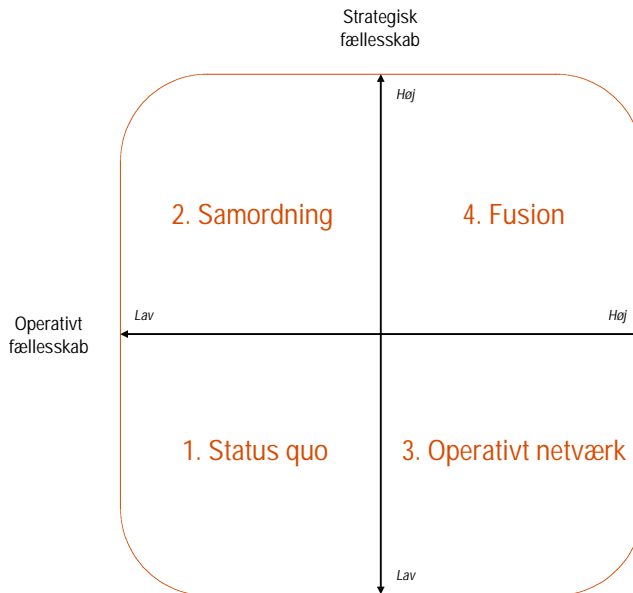 Strategisk
fællesskab
Høj
2. Samordning
4. Fusion
Operativt
fællesskab
Lav
Høj
1. Status quo
3. Operativt netværk
Lav